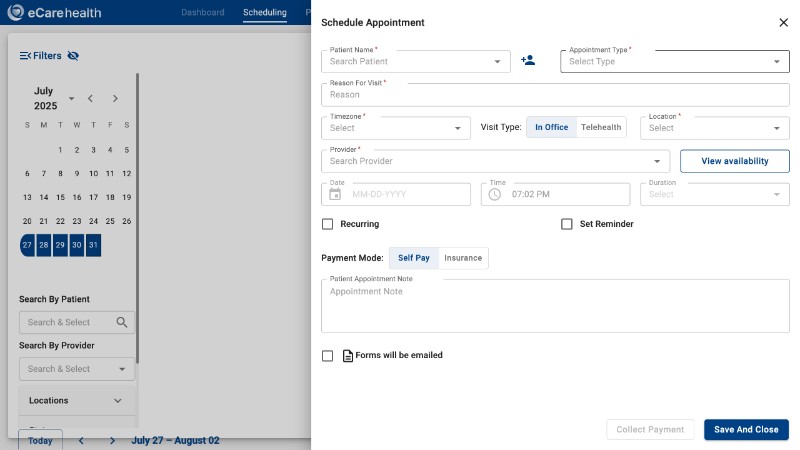 eCarehealth
Dashboard
Scheduling
P
Filters
July
2025
S M T W T F S
1 2 3 4 5
6 7 8 9 10 11 12
13 14 15 16 17 18 19
20 21 22 23 24 25 26
27 28 29 30 31
Search By Patient
Search & Select
Search By Provider
Search & Select
Locations
Today
July 27 – August 02
Schedule Appointment
Patient Name *
Search Patient
Appointment Type *
Select Type
Reason For Visit *
Reason
Timezone *
Select
Visit Type:
In Office
Telehealth
Location *
Select
Provider *
Search Provider
View availability
Date
MM-DD-YYYY
Time
07:02 PM
Duration
Select
Recurring
Set Reminder
Payment Mode:
Self Pay
Insurance
Patient Appointment Note
Appointment Note
Forms will be emailed
Collect Payment
Save And Close